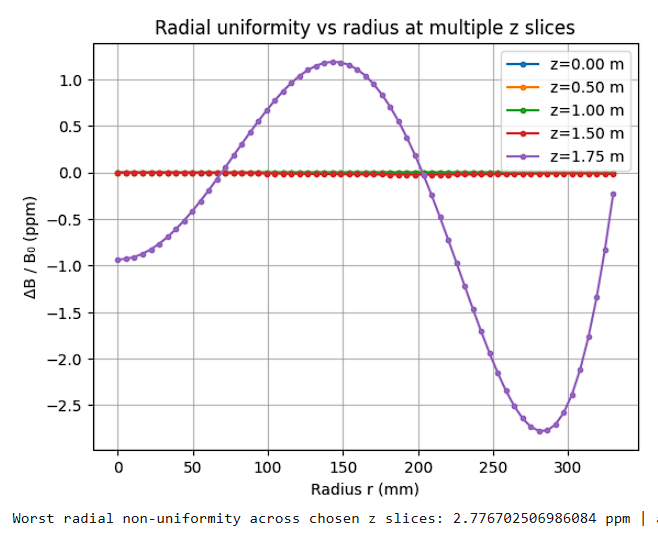 Radial uniformity vs radius at multiple z slices
z=0.00 m
z=0.50 m
z=1.00 m
z=1.50 m
z=1.75 m
1.0
0.5
0.0
−0.5
−1.0
−1.5
−2.0
−2.5
ΔB / B₀ (ppm)
0 50 100 150 200 250 300
Radius r (mm)
Worst radial non-uniformity across chosen z slices: 2.776702506986084 ppm |